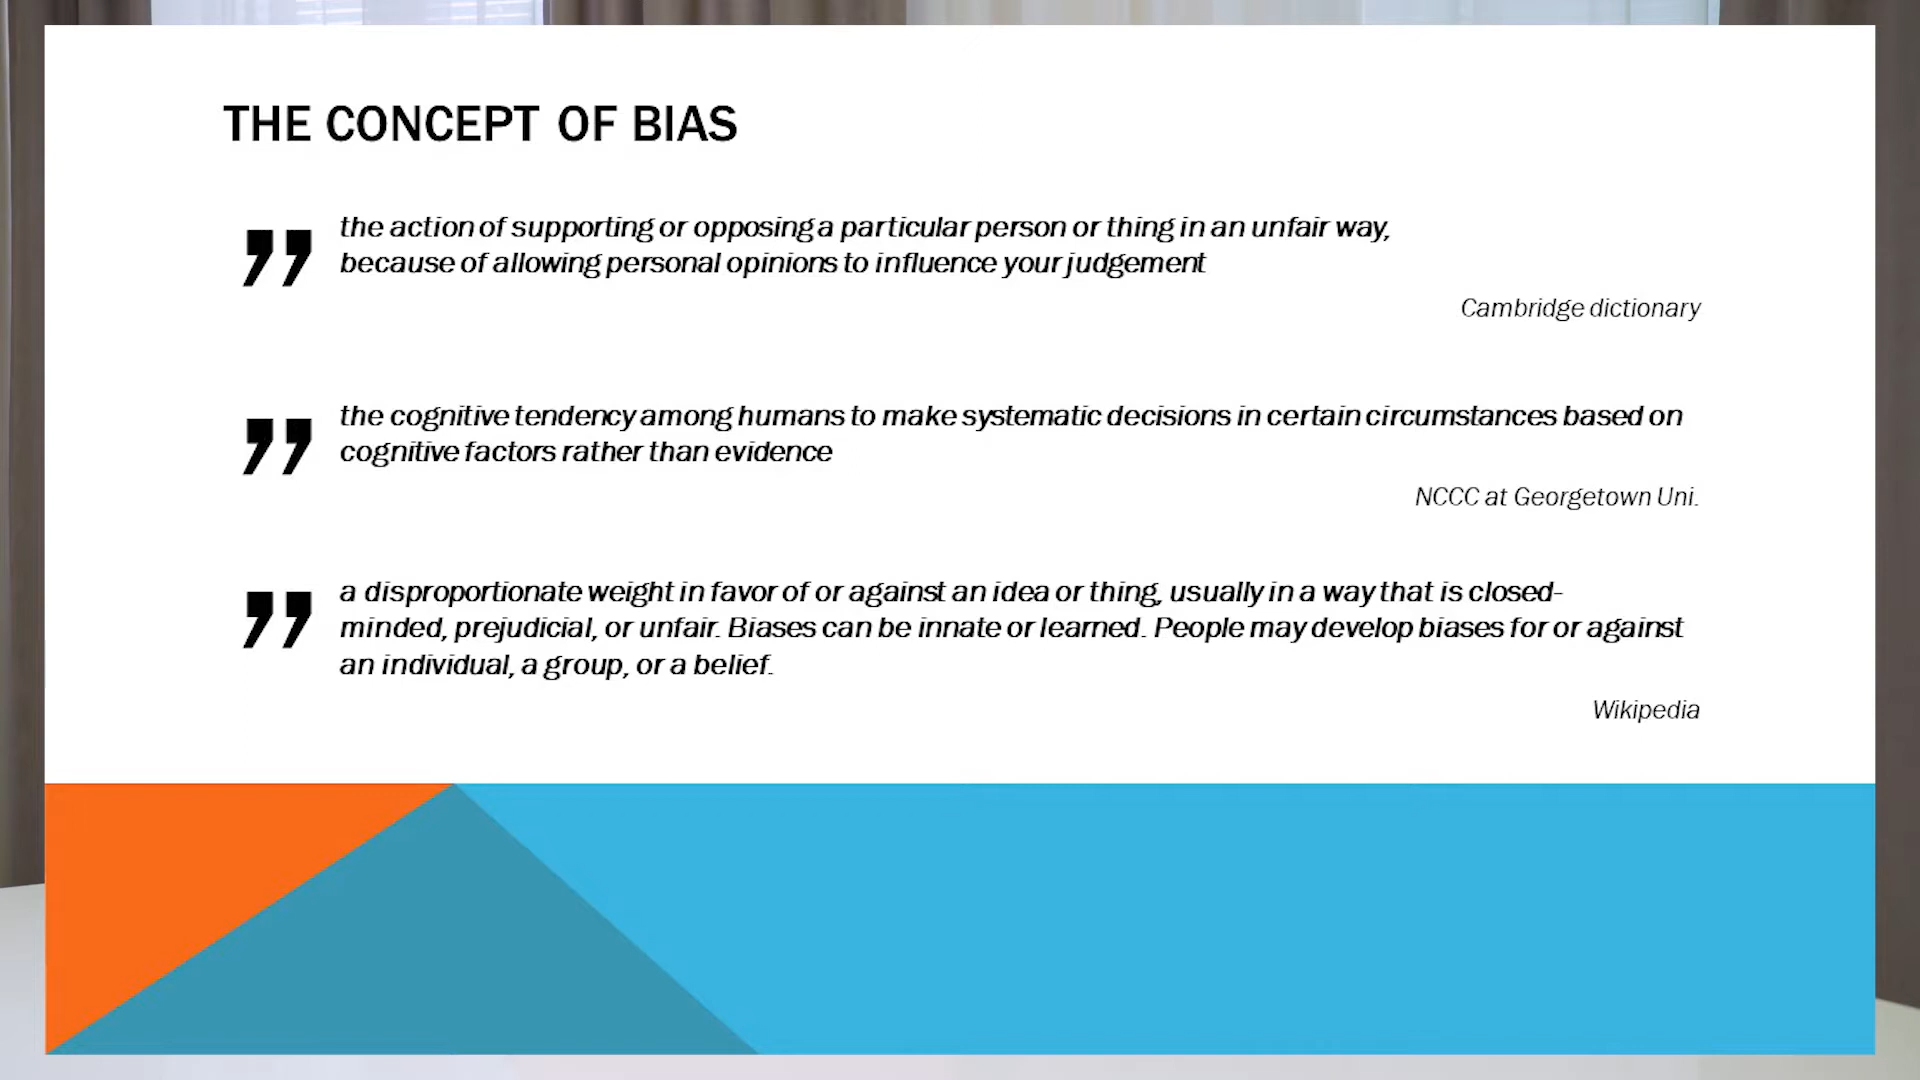 THE CONCEPT OF BIAS
” the action of supporting or opposing a particular person or thing in an unfair way,
because of allowing personal opinions to influence your judgement
Cambridge dictionary
” the cognitive tendency among humans to make systematic decisions in certain circumstances based on
cognitive factors rather than evidence
NCCC at Georgetown Uni.
” a disproportionate weight in favor of or against an idea or thing, usually in a way that is closed-
minded, prejudicial, or unfair. Biases can be innate or learned. People may develop biases for or against
an individual, a group, or a belief.
Wikipedia